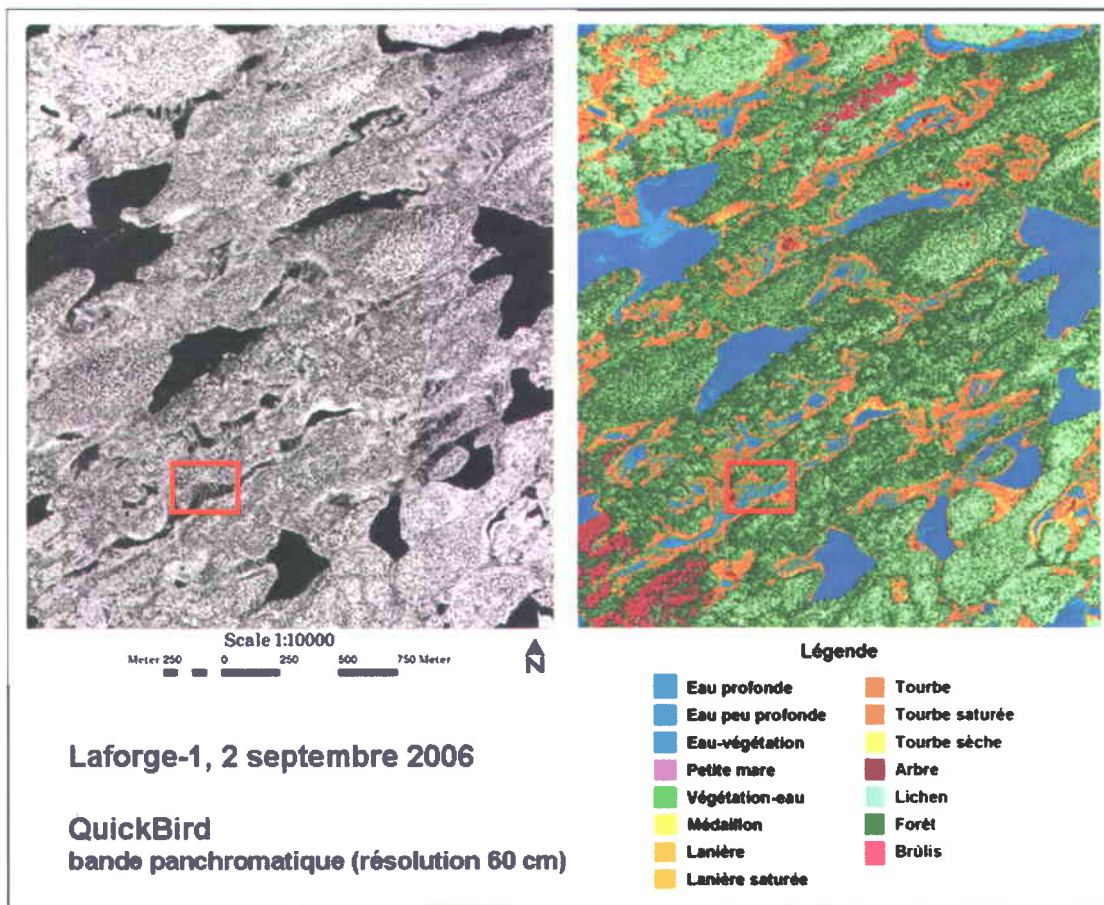 Scale 1:10000
Meter 250 0 250 500 750 Meter
N
Légende
Eau profonde
Eau peu profonde
Eau-végétation
Petite mare
Végétation-eau
Médaillon
Lanière
Lanière saturée
Tourbe
Tourbe saturée
Tourbe sèche
Arbre
Lichen
Forêt
Brûlis
Laforge-1, 2 septembre 2006
QuickBird
bande panchromatique (résolution 60 cm)